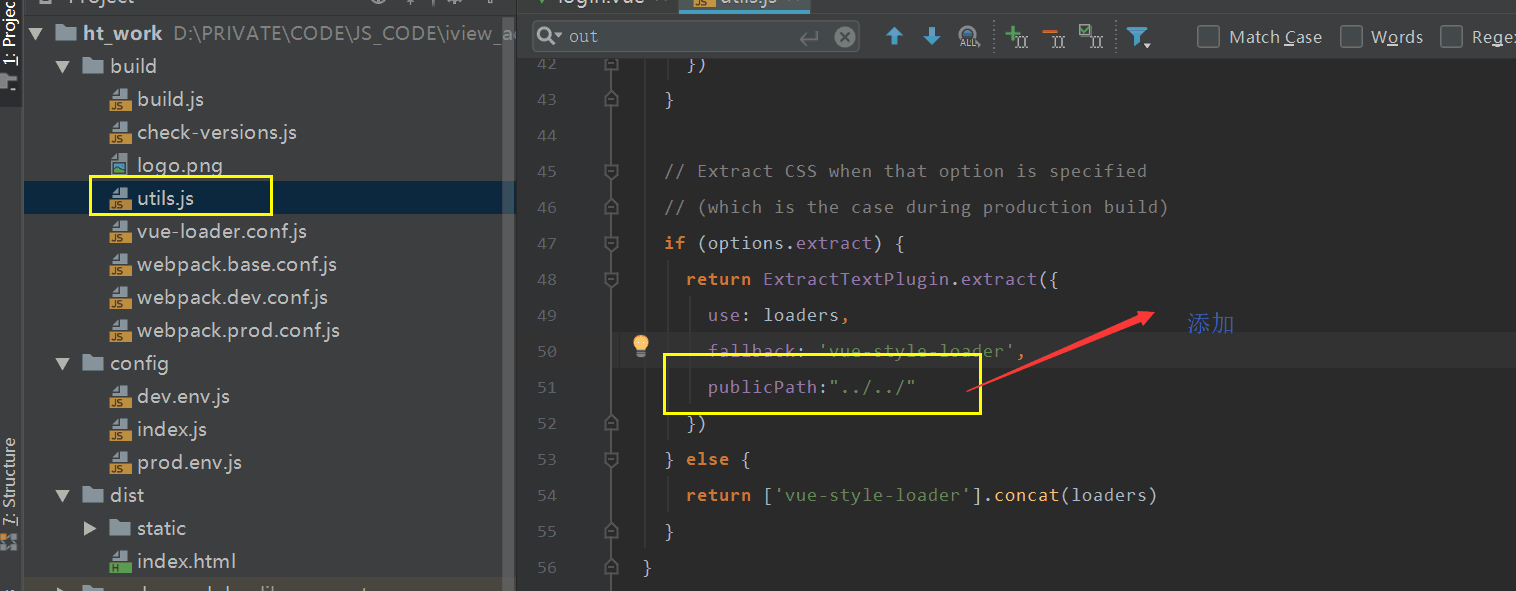 1: Project
7: Structure
ht_work D:\PRIVATE\CODE\JS_CODE\iview_a
build
build.js
check-versions.js
logo.png
utils.js
vue-loader.conf.js
webpack.base.conf.js
webpack.dev.conf.js
webpack.prod.conf.js
config
dev.env.js
index.js
prod.env.js
dist
static
index.html
login.vue utils.js
out Match Case Words Rege
42 })
43 }
44
45 // Extract CSS when that option is specified
46 // (which is the case during production build)
47 if (options.extract) {
48 return ExtractTextPlugin.extract({
49 use: loaders,
50 fallback: 'vue-style-loader',
51 publicPath:"../../"
52 })
53 } else {
54 return ['vue-style-loader'].concat(loaders)
55 }
56 }
添加